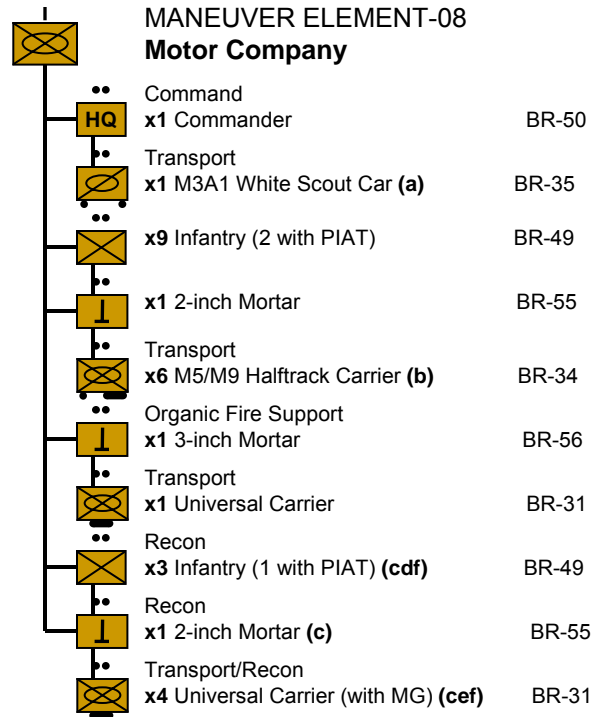 MANEUVER ELEMENT-08
Motor Company
Command
HQ x1 Commander BR-50
Transport
x1 M3A1 White Scout Car (a) BR-35
x9 Infantry (2 with PIAT) BR-49
x1 2-inch Mortar BR-55
Transport
x6 M5/M9 Halftrack Carrier (b) BR-34
Organic Fire Support
x1 3-inch Mortar BR-56
Transport
x1 Universal Carrier BR-31
Recon
x3 Infantry (1 with PIAT) (cdf) BR-49
Recon
x1 2-inch Mortar (c) BR-55
Transport/Recon
x4 Universal Carrier (with MG) (cef) BR-31